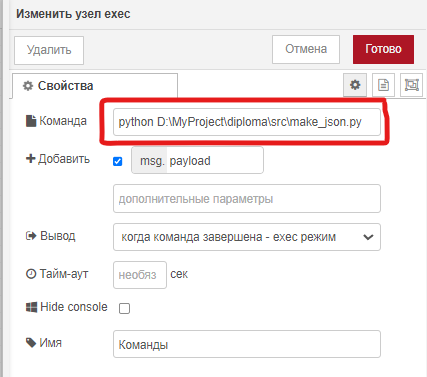 Изменить узел exec
Удалить
Отмена
Готово
Свойства
Команда
python D:\MyProject\diploma\src\make_json.py
Добавить
msg. payload
дополнительные параметры
Вывод
когда команда завершена - exec режим
Тайм-аут
необяз
сек
Hide console
Имя
Команды